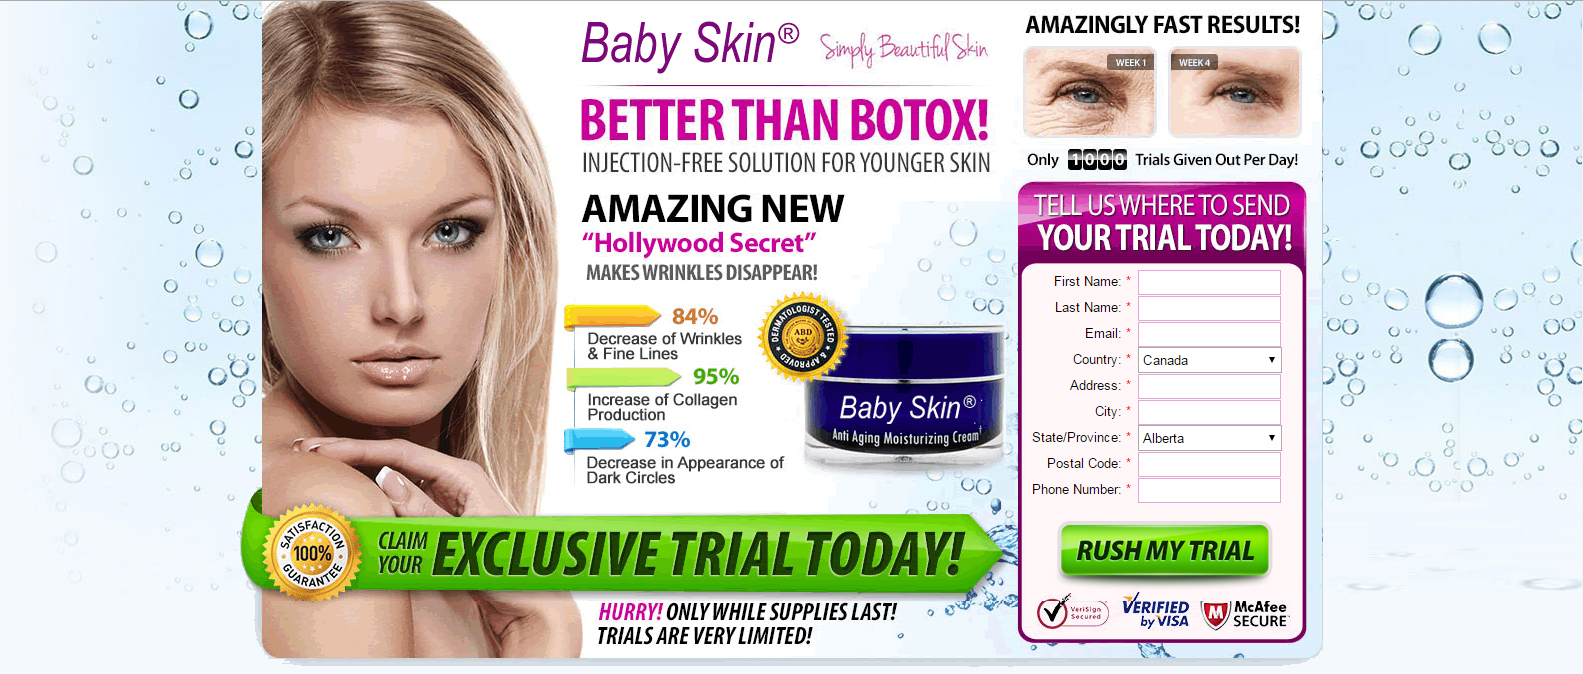 Baby Skin®
Simply Beautiful Skin
BETTER THAN BOTOX!
INJECTION-FREE SOLUTION FOR YOUNGER SKIN
AMAZING NEW
“Hollywood Secret”
MAKES WRINKLES DISAPPEAR!
84%
Decrease of Wrinkles
& Fine Lines
95%
Increase of Collagen
Production
73%
Decrease in Appearance of
Dark Circles
DERMATOLOGIST TESTED
ABD
& APPROVED
Baby Skin®
Anti Aging Moisturizing Cream†
SATISFACTION
100%
GUARANTEE
CLAIM
YOUR
EXCLUSIVE TRIAL TODAY!
HURRY! ONLY WHILE SUPPLIES LAST!
TRIALS ARE VERY LIMITED!
AMAZINGLY FAST RESULTS!
WEEK 1
WEEK 4
Only 1000 Trials Given Out Per Day!
TELL US WHERE TO SEND
YOUR TRIAL TODAY!
First Name: *
Last Name: *
Email: *
Country: * Canada
Address: *
City: *
State/Province: * Alberta
Postal Code: *
Phone Number: *
RUSH MY TRIAL
VeriSign
Secured
VERIFIED
by VISA
McAfee
SECURE